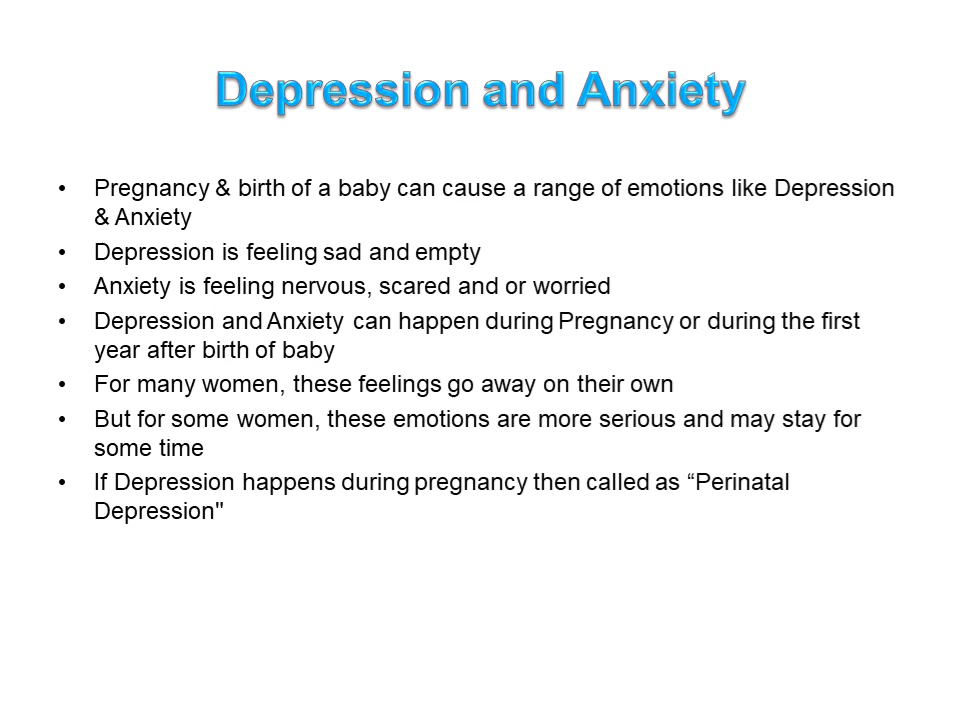 Depression and Anxiety
• Pregnancy & birth of a baby can cause a range of emotions like Depression
& Anxiety
• Depression is feeling sad and empty
• Anxiety is feeling nervous, scared and or worried
• Depression and Anxiety can happen during Pregnancy or during the first
year after birth of baby
• For many women, these feelings go away on their own
• But for some women, these emotions are more serious and may stay for
some time
• If Depression happens during pregnancy then called as “Perinatal
Depression"